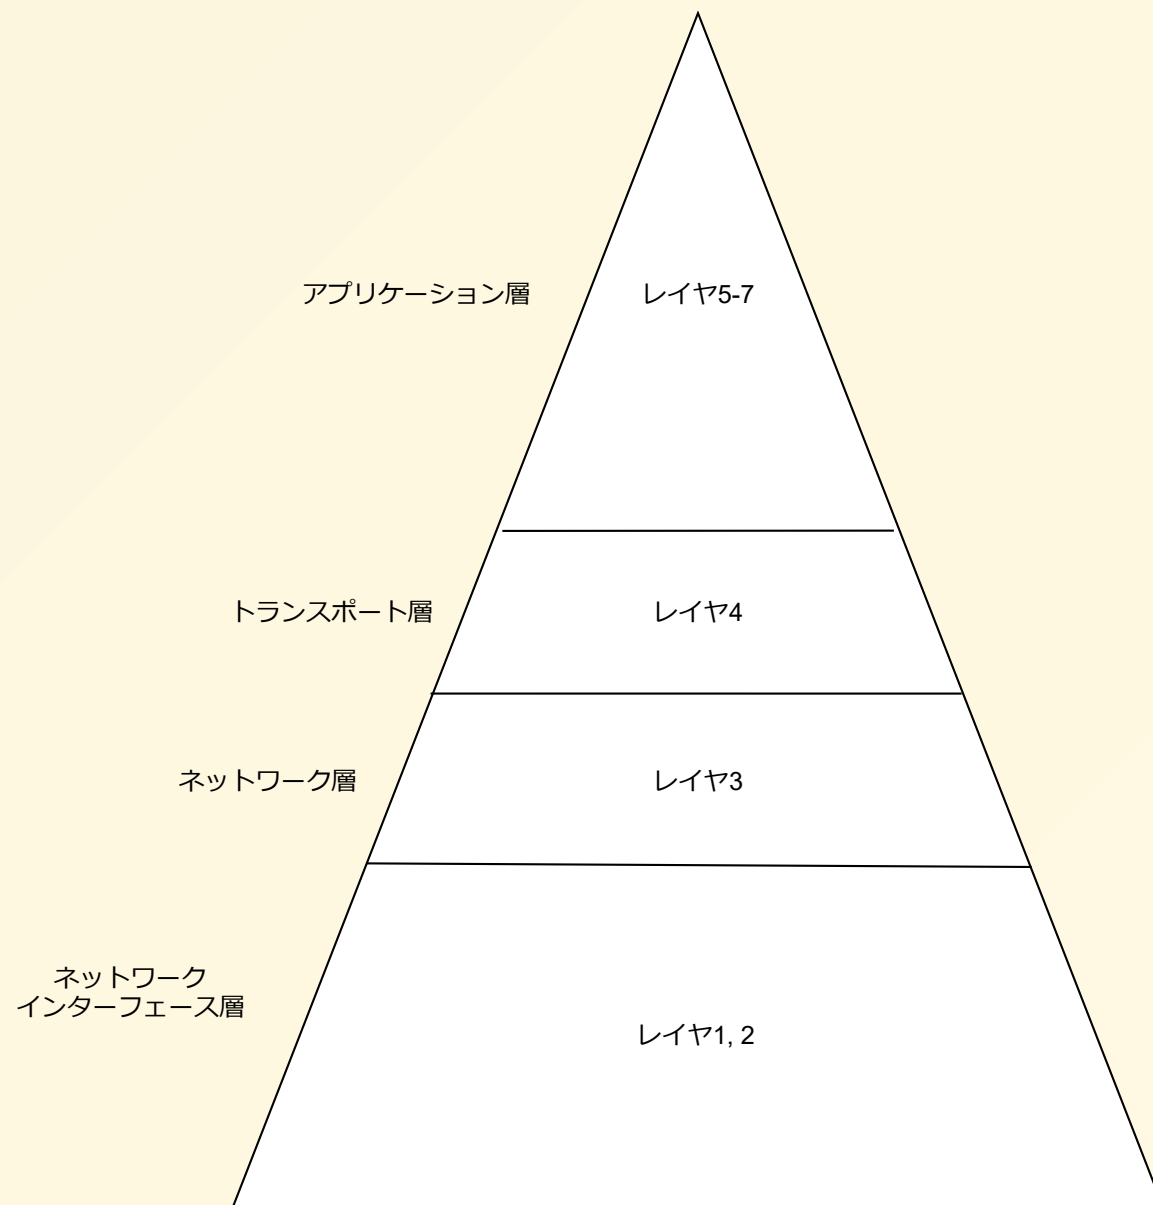 アプリケーション層
レイヤ5-7
トランスポート層
レイヤ4
ネットワーク層
レイヤ3
ネットワーク
インターフェース層
レイヤ1, 2